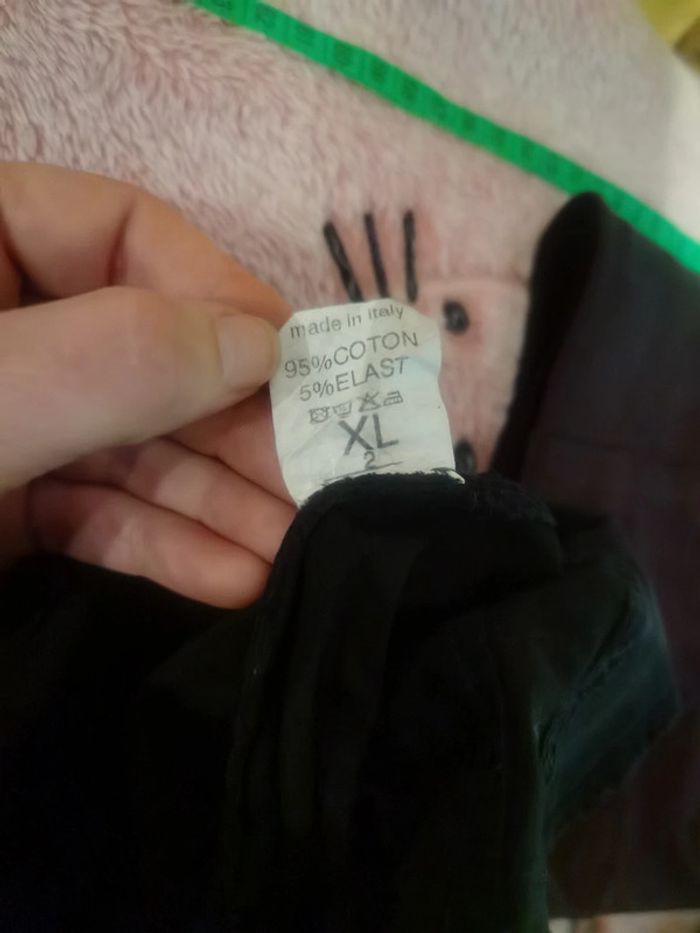 made in italy
95%COTON
5%ELAST
XL
2